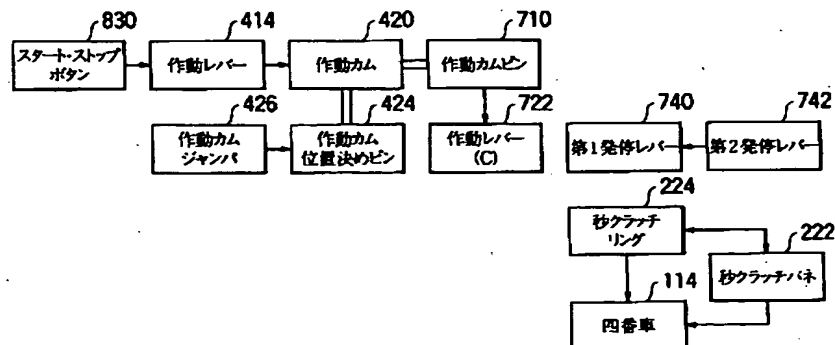 830
スタート・ストップ
ボタン
414
作動レバー
420
作動カム
710
作動カムピン
426
作動カム
ジャンパ
424
作動カム
位置決めピン
722
作動レバー
(C)
740
第1発停レバー
742
第2発停レバー
224
秒クラッチ
リング
222
秒クラッチバネ
114
四番車